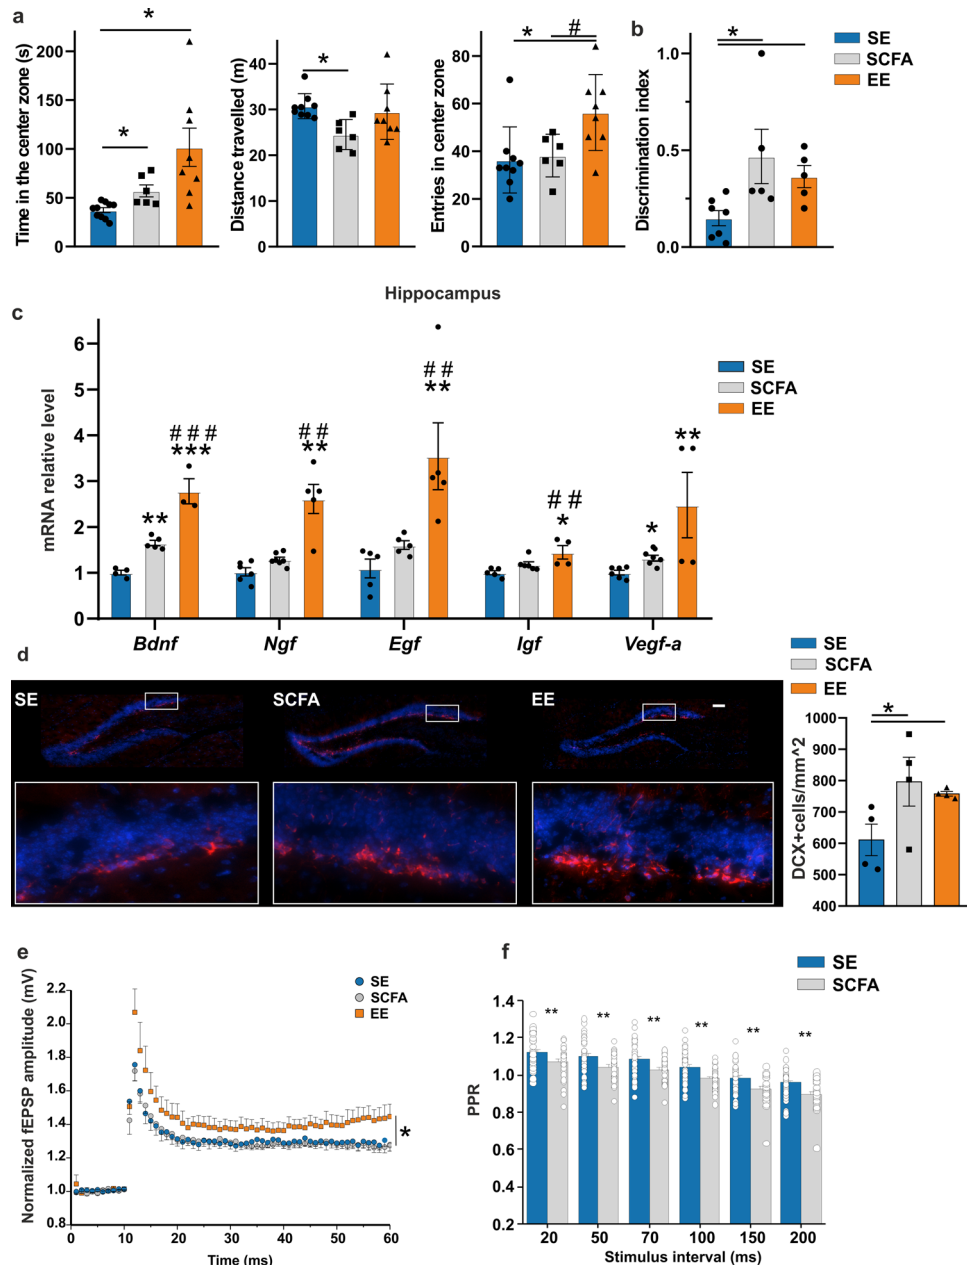 a
Time in the center zone (s)
200
150
100
50
0
*
*
Distance travelled (m)
40
30
20
10
0
*
Entries in center zone
80
60
40
20
0
*
#
b
Discrimination index
1.0
0.5
0.0
*
SE
SCFA
EE
Hippocampus
c
mRNA relative level
6
5
4
3
2
1
0
**
###
***
##
**
##
**
##
*
*
**
Bdnf Ngf Egf Igf Vegf-a
SE
SCFA
EE
d
SE SCFA EE
SE
SCFA
EE
DCX+cells/mm^2
1000
900
800
700
600
500
400
*
e
Normalized fEPSP amplitude (mV)
2.2
2.0
1.8
1.6
1.4
1.2
1.0
0.8
SE
SCFA
EE
*
0 10 20 30 40 50 60
Time (ms)
f
SE
SCFA
PPR
1.4
1.2
1.0
0.8
0.6
0.4
0.2
** ** ** ** ** **
20 50 70 100 150 200
Stimulus interval (ms)